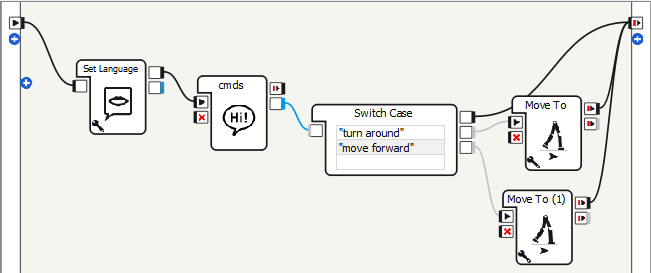 Set Language
cmds
Hi!
Switch Case
"turn around"
"move forward"
Move To
Move To (1)